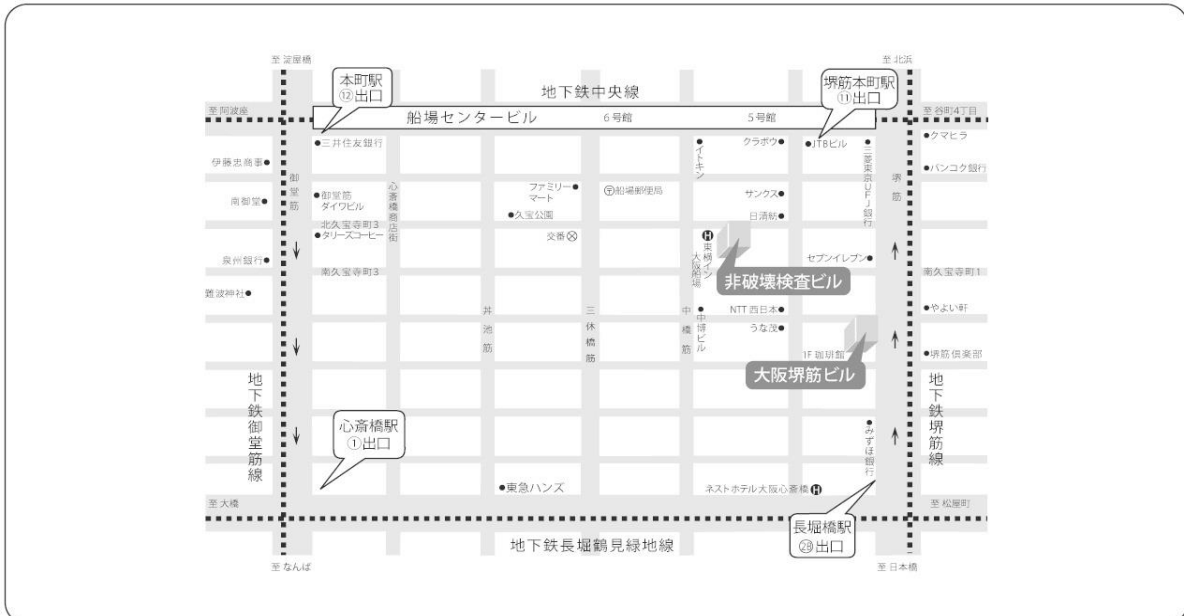 至 淀屋橋
至 北浜
本町駅
⑫出口
地下鉄中央線
堺筋本町駅
⑪出口
至 阿波座
船場センタービル
6号館
5号館
至 谷町4丁目
三井住友銀行
イトキン
クラボウ
JTBビル
三菱東京UFJ銀行
クマヒラ
伊藤忠商事
バンコク銀行
御堂筋
心斎橋商店街
堺筋
南御堂
御堂筋
ダイワビル
ファミリー
マート
〒船場郵便局
サンクス
久宝公園
日清紡
北久宝寺町3
タリーズコーヒー
交番
H
東横イン
大阪船場
泉州銀行
セブンイレブン
南久宝寺町3
南久宝寺町1
非破壊検査ビル
難波神社
丼池筋
三休橋筋
中橋筋
中博ビル
NTT西日本
うな茂
やよい軒
1F 珈琲館
堺筋倶楽部
大阪堺筋ビル
地下鉄御堂筋線
地下鉄堺筋線
心斎橋駅
①出口
みずほ銀行
東急ハンズ
ネストホテル大阪心斎橋 H
至 大橋
至 松屋町
長堀橋駅
出口
地下鉄長堀鶴見緑地線
至 なんば
至 日本橋